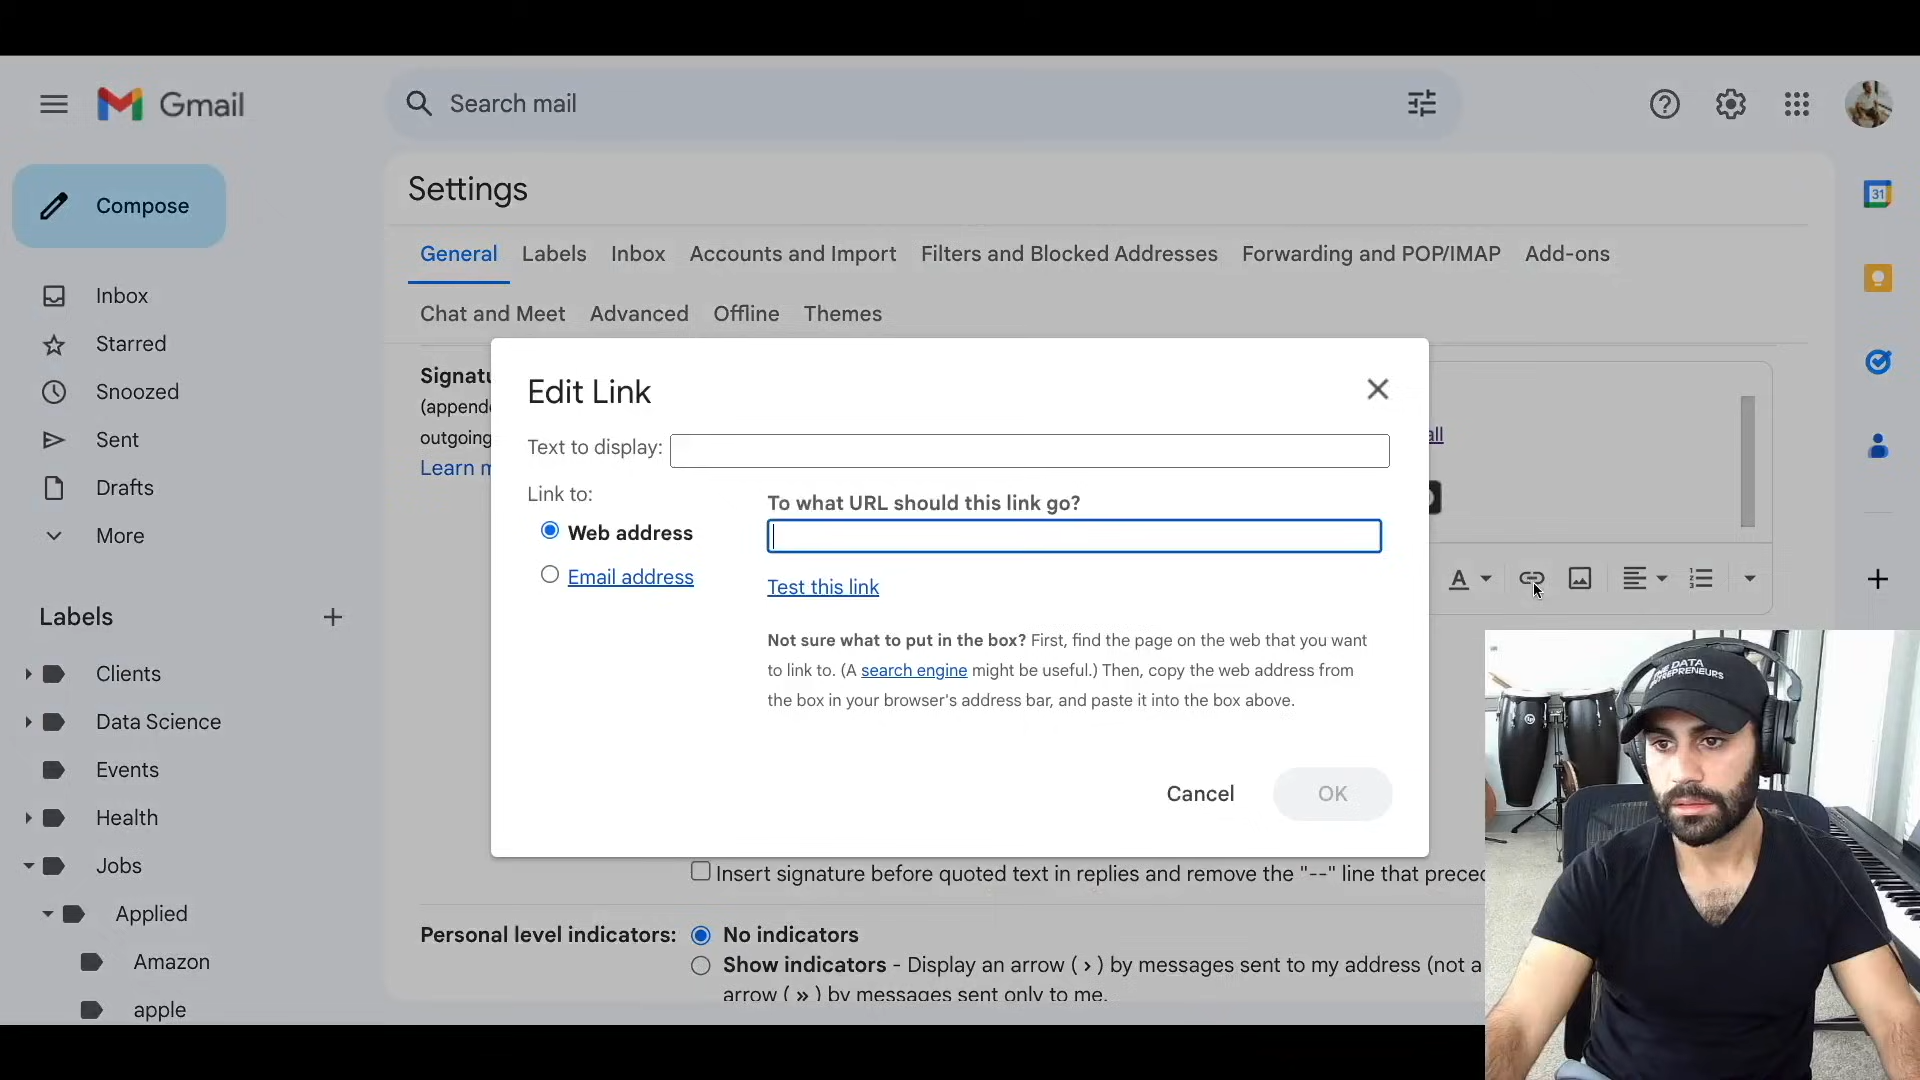 Gmail
Search mail
Compose
Settings
General Labels Inbox Accounts and Import Filters and Blocked Addresses Forwarding and POP/IMAP Add-ons
Chat and Meet Advanced Offline Themes
Inbox
Starred
Snoozed
Sent
Drafts
More
Labels
Clients
Data Science
Events
Health
Jobs
Applied
Amazon
apple
Signatu
(appende
outgoing
Learn m
all
31
Edit Link
Text to display:
Link to:
Web address
Email address
To what URL should this link go?
Test this link
Not sure what to put in the box? First, find the page on the web that you want
to link to. (A search engine might be useful.) Then, copy the web address from
the box in your browser's address bar, and paste it into the box above.
Cancel OK
A
Insert signature before quoted text in replies and remove the "--" line that preced
Personal level indicators: No indicators
Show indicators - Display an arrow ( › ) by messages sent to my address (not a
arrow ( » ) by messages sent only to me.
THE DATA
ENTREPRENEURS